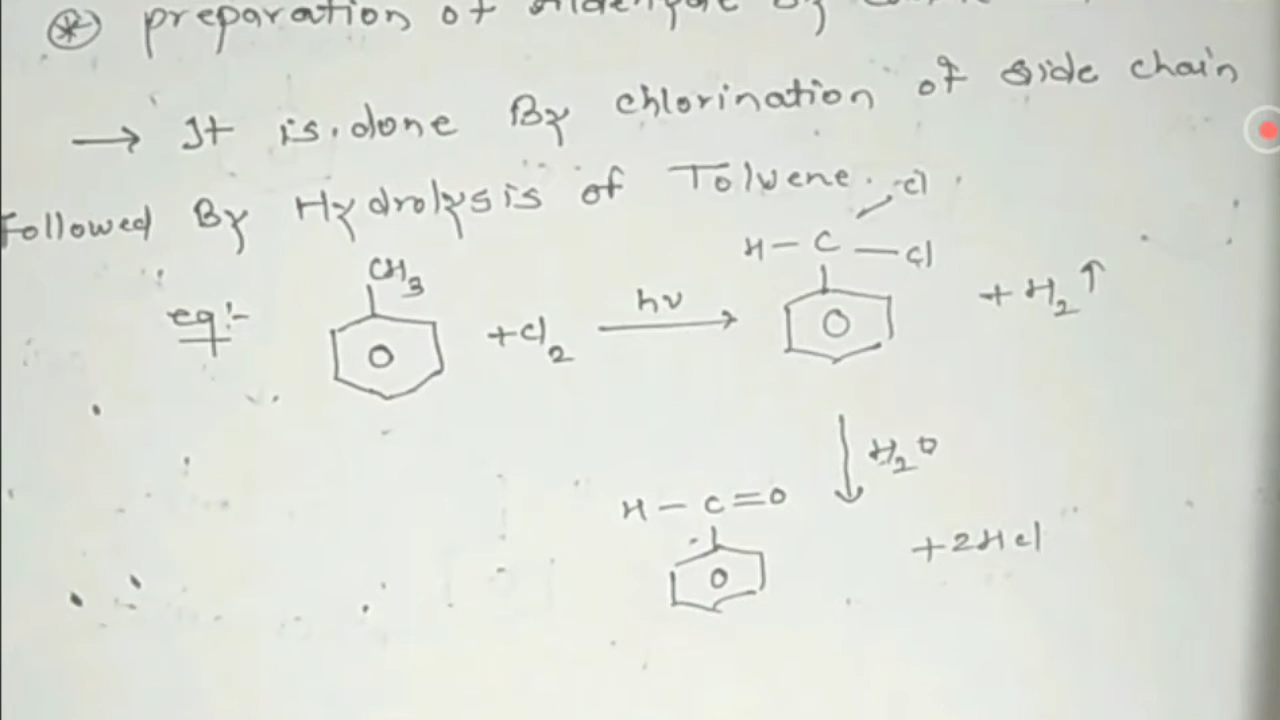 ⊛ preparation of
→ It is done By chlorination of side chain
Followed By Hydrolysis of Toluene.
Cl
H - C - Cl
CH3
eg:- + Cl2 hν → + H2 ↑
↓ H2O
H - C = O
+ 2HCl